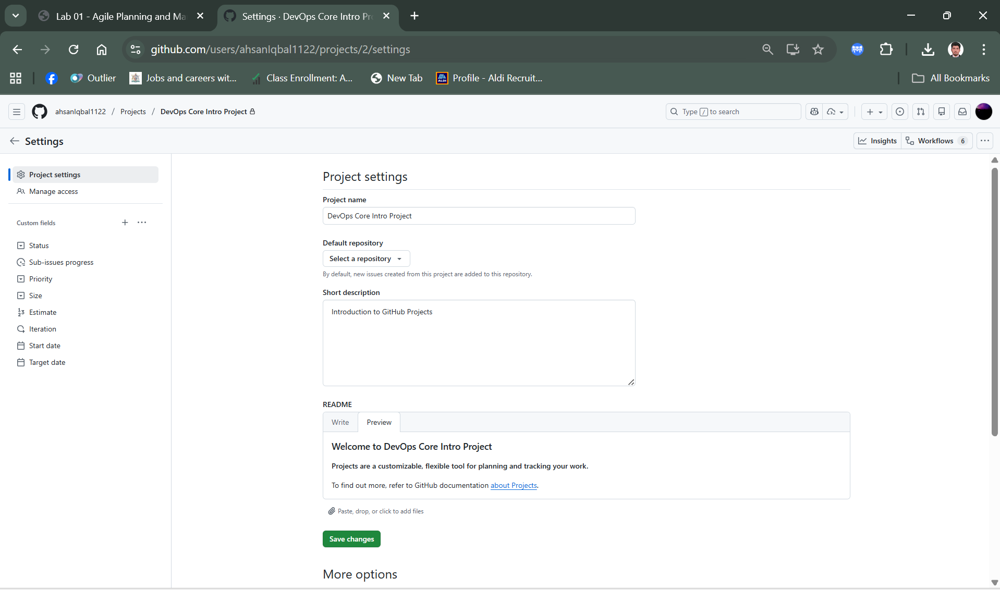 Lab 01 - Agile Planning and Ma
Settings · DevOps Core Intro Pr
github.com/users/ahsanIqbal1122/projects/2/settings
Outlier
Jobs and careers wit...
Class Enrollment: A...
New Tab
ALDI
Profile - Aldi Recruit...
All Bookmarks
ahsanIqbal1122 / Projects / DevOps Core Intro Project
Type / to search
Settings
Insights
Workflows 6
Project settings
Manage access
Custom fields
Status
Sub-issues progress
Priority
Size
Estimate
Iteration
Start date
Target date
Project settings
Project name
DevOps Core Intro Project
Default repository
Select a repository
By default, new issues created from this project are added to this repository.
Short description
Introduction to GitHub Projects
README
Write
Preview
Welcome to DevOps Core Intro Project
Projects are a customizable, flexible tool for planning and tracking your work.
To find out more, refer to GitHub documentation about Projects.
Paste, drop, or click to add files
Save changes
More options